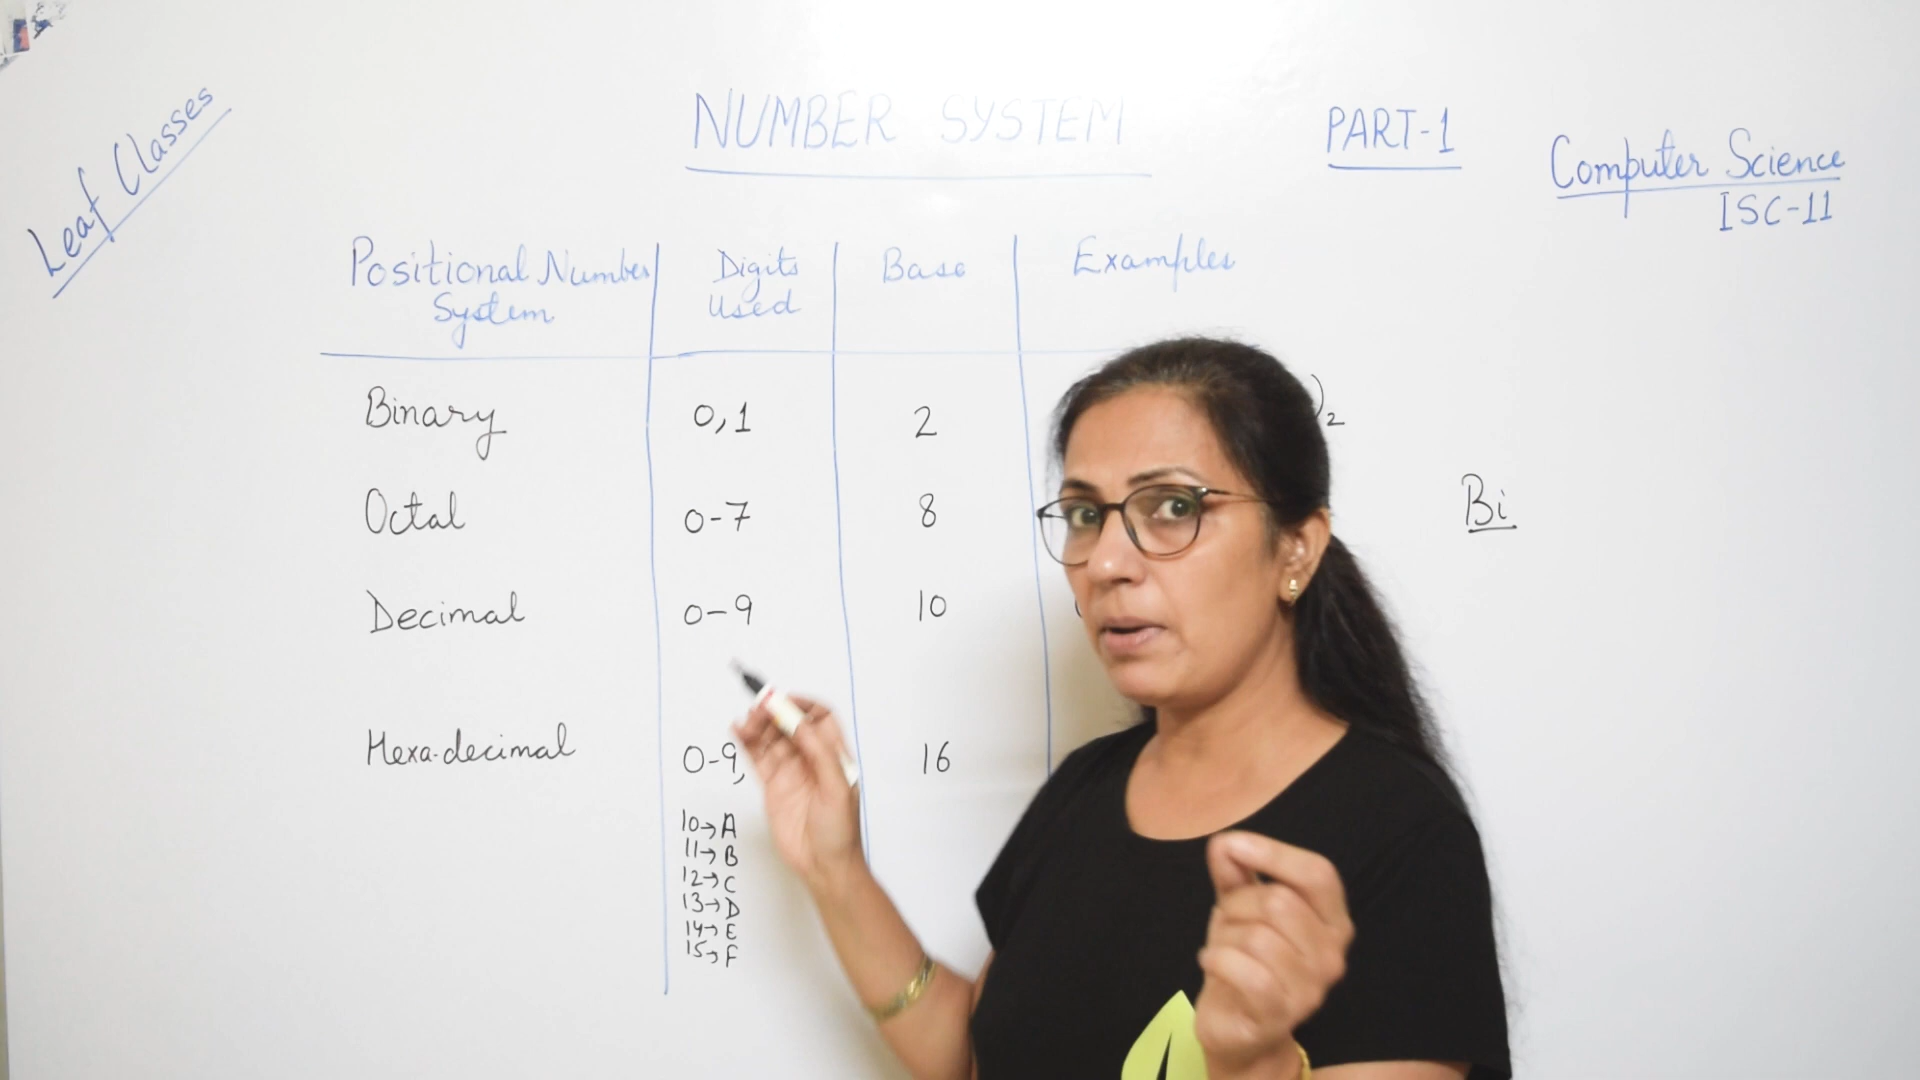 Leaf Classes
NUMBER SYSTEM
PART-1
Computer Science
ISC-11
Positional Number System
Digits Used
Base
Examples
Binary 0,1 2 )2
Octal 0-7 8
Bi
Decimal 0-9 10
Hexa-decimal 0-9, 16
10→A
11→B
12→C
13→D
14→E
15→F